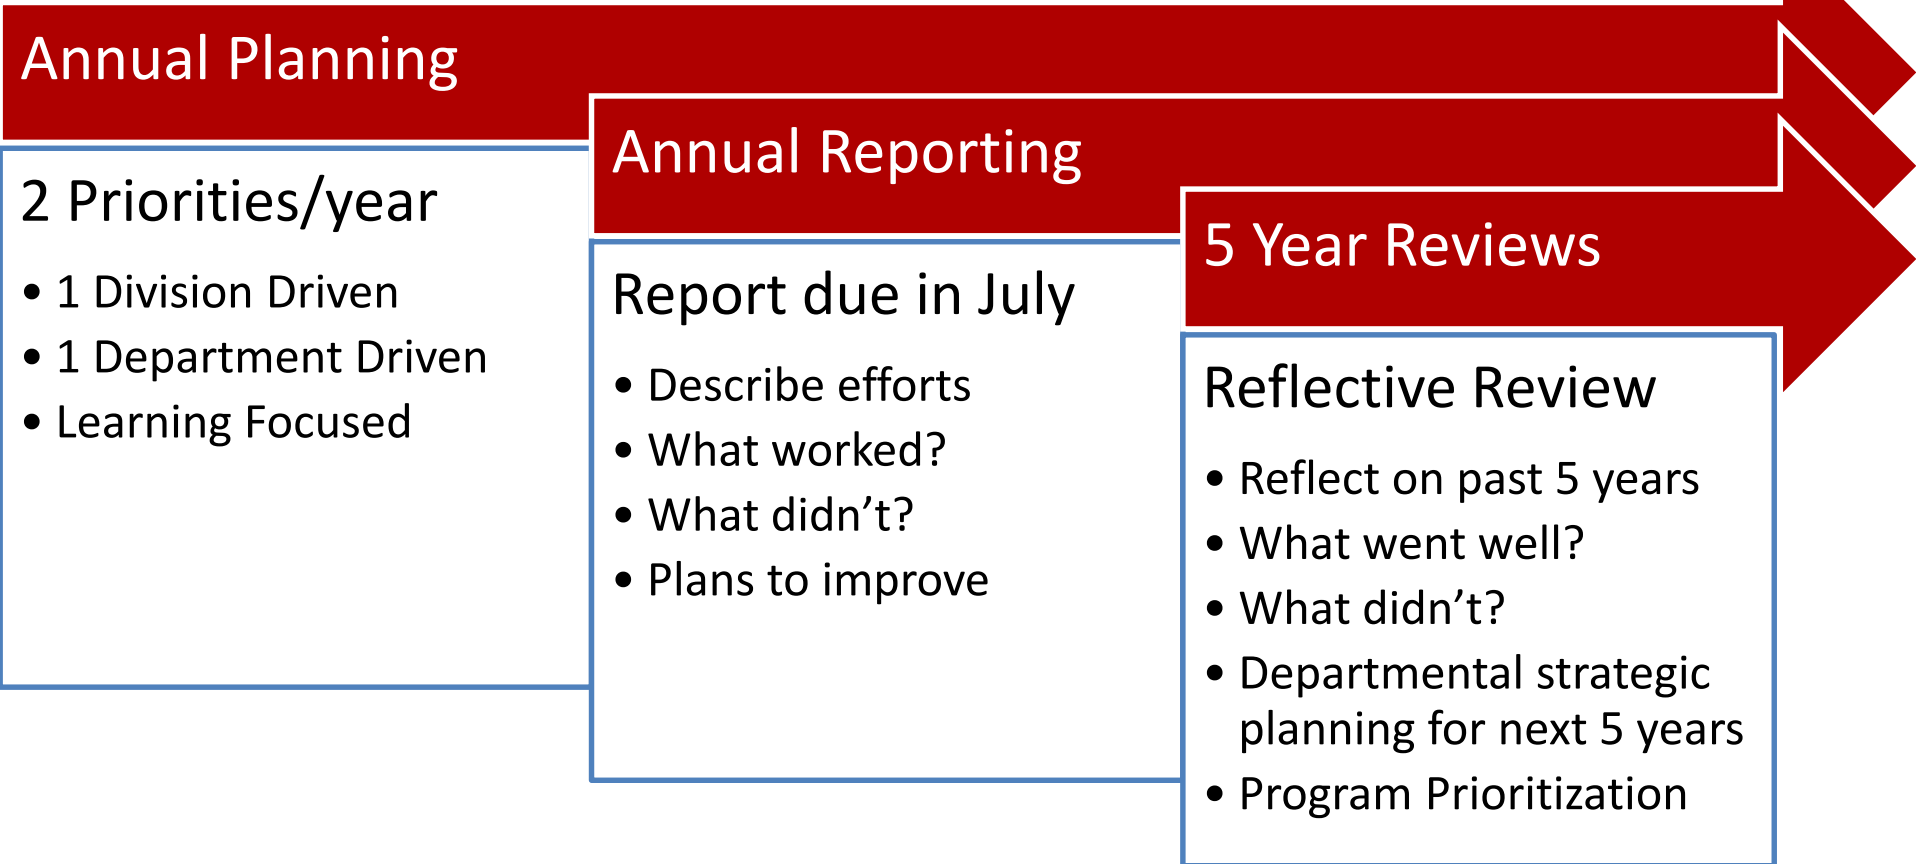 Annual Planning
2 Priorities/year
• 1 Division Driven
• 1 Department Driven
• Learning Focused
Annual Reporting
Report due in July
• Describe efforts
• What worked?
• What didn’t?
• Plans to improve
5 Year Reviews
Reflective Review
• Reflect on past 5 years
• What went well?
• What didn’t?
• Departmental strategic
planning for next 5 years
• Program Prioritization